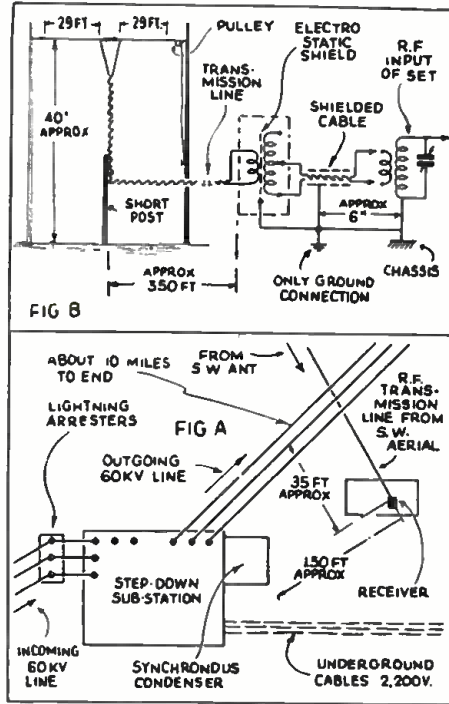 29 FT.
29FT.
PULLEY
TRANS-
MISSION
LINE
ELECTRO
STATIC
SHIELD
SHIELDED
CABLE
R.F
INPUT
OF SET
40'
APPROX
SHORT
POST
APPROX
350 FT
APPROX
6"
ONLY GROUND
CONNECTION
CHASSIS
FIG B
ABOUT 10 MILES
TO END
FROM
S W ANT
LIGHTNING
ARRESTERS
FIG A
R.F.
TRANS-
MISSION
LINE FROM
S.W.
AERIAL
OUTGOING
60KV LINE
35 FT
APPROX
150 FT
APPROX
STEP-DOWN
SUB-STATION
RECEIVER
INCOMING
60KV
LINE
SYNCHRONDUS
CONDENSER
UNDERGROUND
CABLES 2,200V.